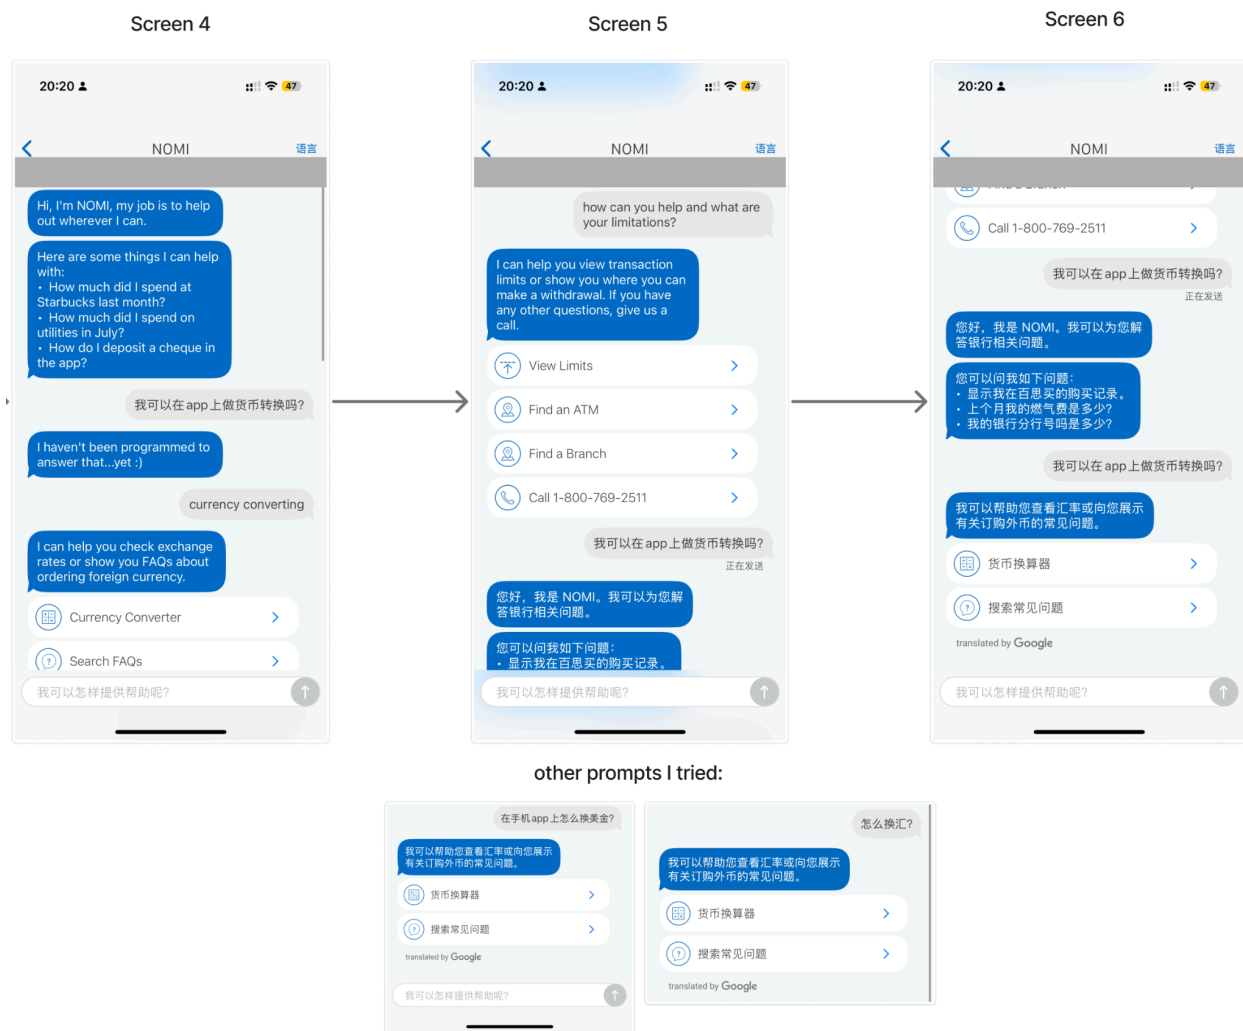 Screen 4
20:20
47
NOMI
语言
Hi, I'm NOMI, my job is to help
out wherever I can.
Here are some things I can help
with:
• How much did I spend at
Starbucks last month?
• How much did I spend on
utilities in July?
• How do I deposit a cheque in
the app?
我可以在 app 上做货币转换吗?
I haven't been programmed to
answer that...yet :)
currency converting
I can help you check exchange
rates or show you FAQs about
ordering foreign currency.
Currency Converter
Search FAQs
我可以怎样提供帮助呢?
Screen 5
20:20
47
NOMI
语言
how can you help and what are
your limitations?
I can help you view transaction
limits or show you where you can
make a withdrawal. If you have
any other questions, give us a
call.
View Limits
Find an ATM
Find a Branch
Call 1-800-769-2511
我可以在 app 上做货币转换吗?
正在发送
您好，我是 NOMI。我可以为您解
答银行相关问题。
您可以问我如下问题：
• 显示我在百思买的购买记录。
我可以怎样提供帮助呢?
Screen 6
20:20
47
NOMI
语言
Find a Branch
Call 1-800-769-2511
我可以在 app 上做货币转换吗?
正在发送
您好，我是 NOMI。我可以为您解
答银行相关问题。
您可以问我如下问题：
• 显示我在百思买的购买记录。
• 上个月我的燃气费是多少?
• 我的银行分行号吗是多少?
我可以在 app 上做货币转换吗?
我可以帮助您查看汇率或向您展示
有关订购外币的常见问题。
货币换算器
搜索常见问题
translated by Google
我可以怎样提供帮助呢?
other prompts I tried:
在手机 app 上怎么换美金?
我可以帮助您查看汇率或向您展示
有关订购外币的常见问题。
货币换算器
搜索常见问题
translated by Google
我可以怎样提供帮助呢?
怎么换汇?
我可以帮助您查看汇率或向您展示
有关订购外币的常见问题。
货币换算器
搜索常见问题
translated by Google